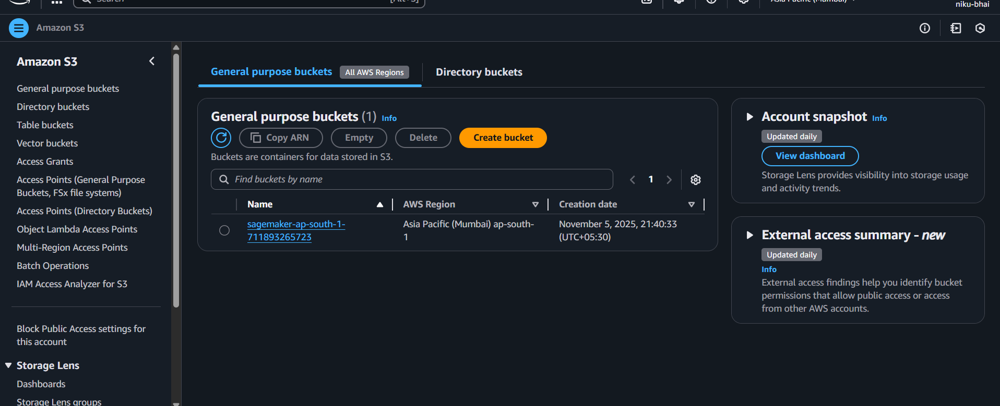 niku-bhai
Amazon S3
Amazon S3
General purpose buckets
Directory buckets
Table buckets
Vector buckets
Access Grants
Access Points (General Purpose
Buckets, FSx file systems)
Access Points (Directory Buckets)
Object Lambda Access Points
Multi-Region Access Points
Batch Operations
IAM Access Analyzer for S3
Block Public Access settings for
this account
Storage Lens
Dashboards
Storage Lens groups
General purpose buckets All AWS Regions
Directory buckets
General purpose buckets (1) Info
Copy ARN
Empty
Delete
Create bucket
Buckets are containers for data stored in S3.
Find buckets by name
1
Name
AWS Region
Creation date
sagemaker-ap-south-1-
711893265723
Asia Pacific (Mumbai) ap-south-
1
November 5, 2025, 21:40:33
(UTC+05:30)
Account snapshot Info
Updated daily
View dashboard
Storage Lens provides visibility into storage usage
and activity trends.
External access summary - new
Updated daily
Info
External access findings help you identify bucket
permissions that allow public access or access
from other AWS accounts.